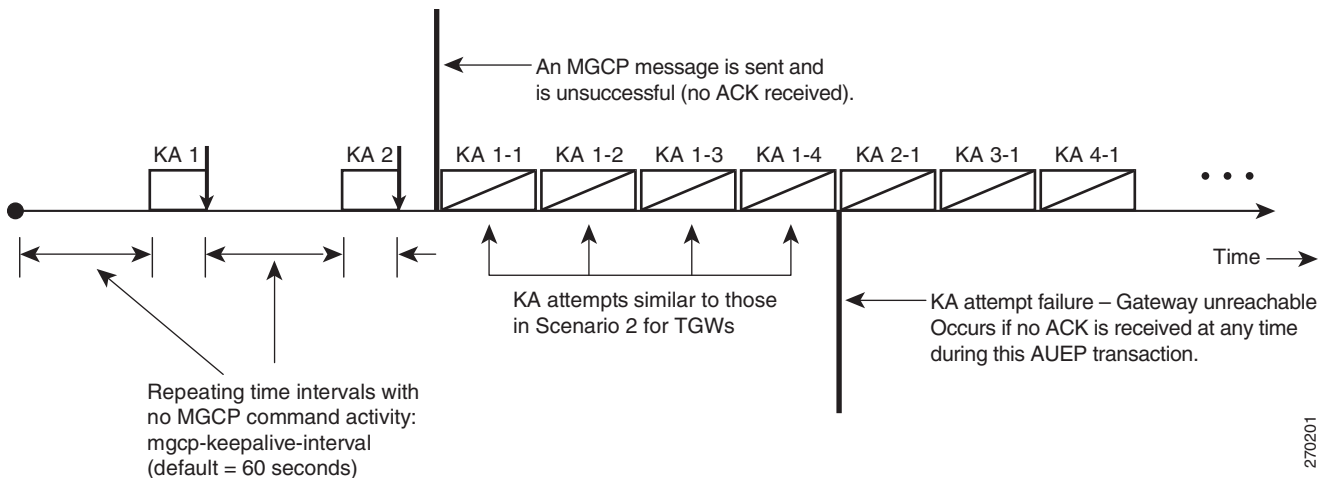 An MGCP message is sent and
is unsuccessful (no ACK received).
KA 1
KA 2
KA 1-1
KA 1-2
KA 1-3
KA 1-4
KA 2-1
KA 3-1
KA 4-1
Time
KA attempts similar to those
in Scenario 2 for TGWs
KA attempt failure – Gateway unreachable
Occurs if no ACK is received at any time
during this AUEP transaction.
Repeating time intervals with
no MGCP command activity:
mgcp-keepalive-interval
(default = 60 seconds)
270201